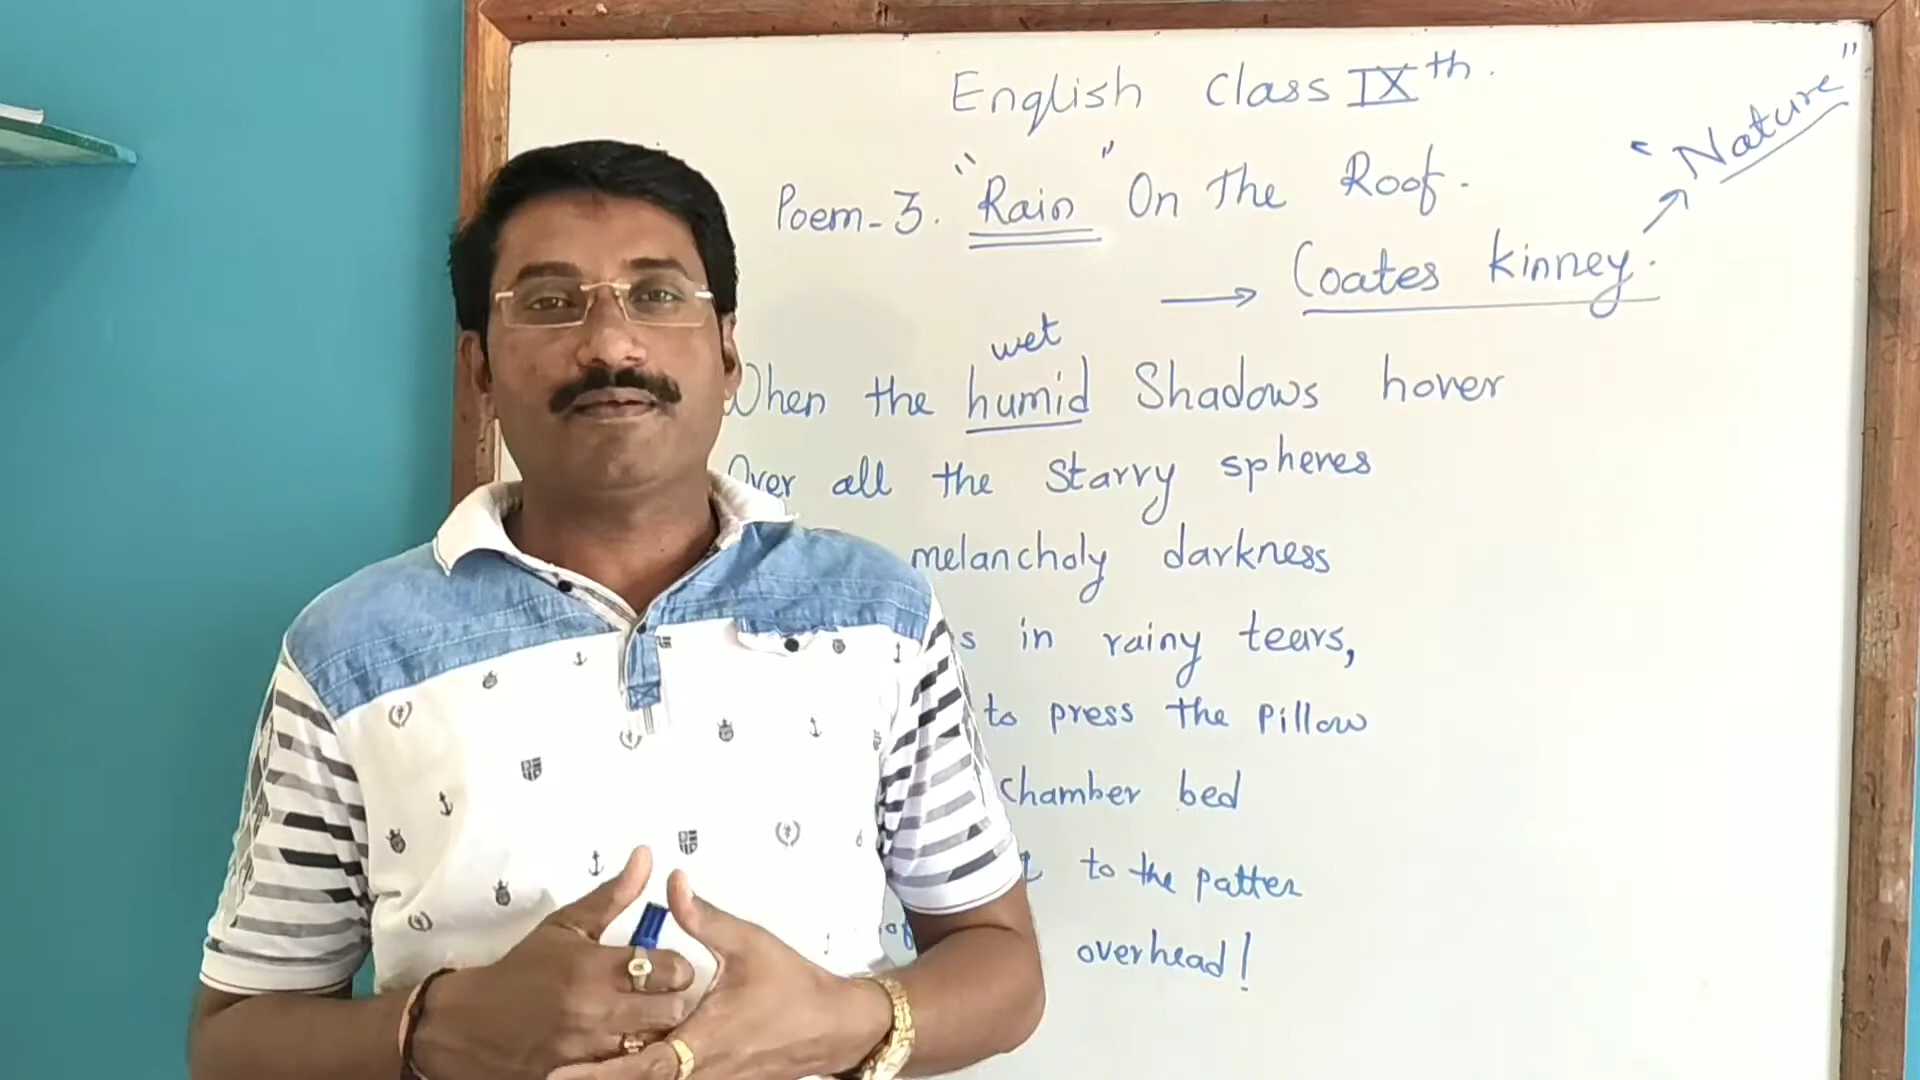 English Class IXth.
"Nature"
Poem-3. "Rain" On The Roof.
→ Coates kinney.
wet
When the humid Shadows hover
Over all the Starry spheres
melancholy darkness
in rainy tears,
to press the Pillow
chamber bed
to the patter
overhead!